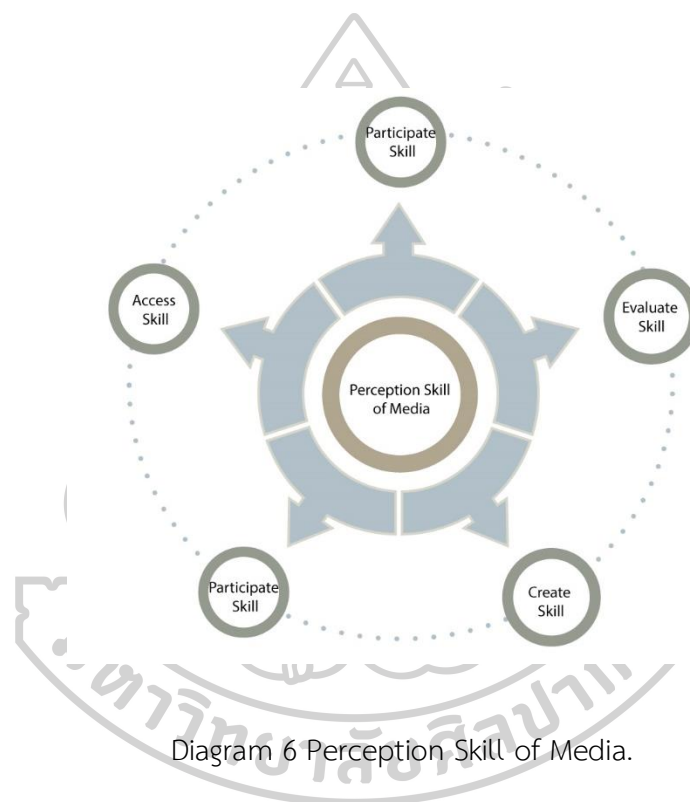 Participate
Skill
Access
Skill
Evaluate
Skill
Perception Skill
of Media
Participate
Skill
Create
Skill
Diagram 6 Perception Skill of Media.